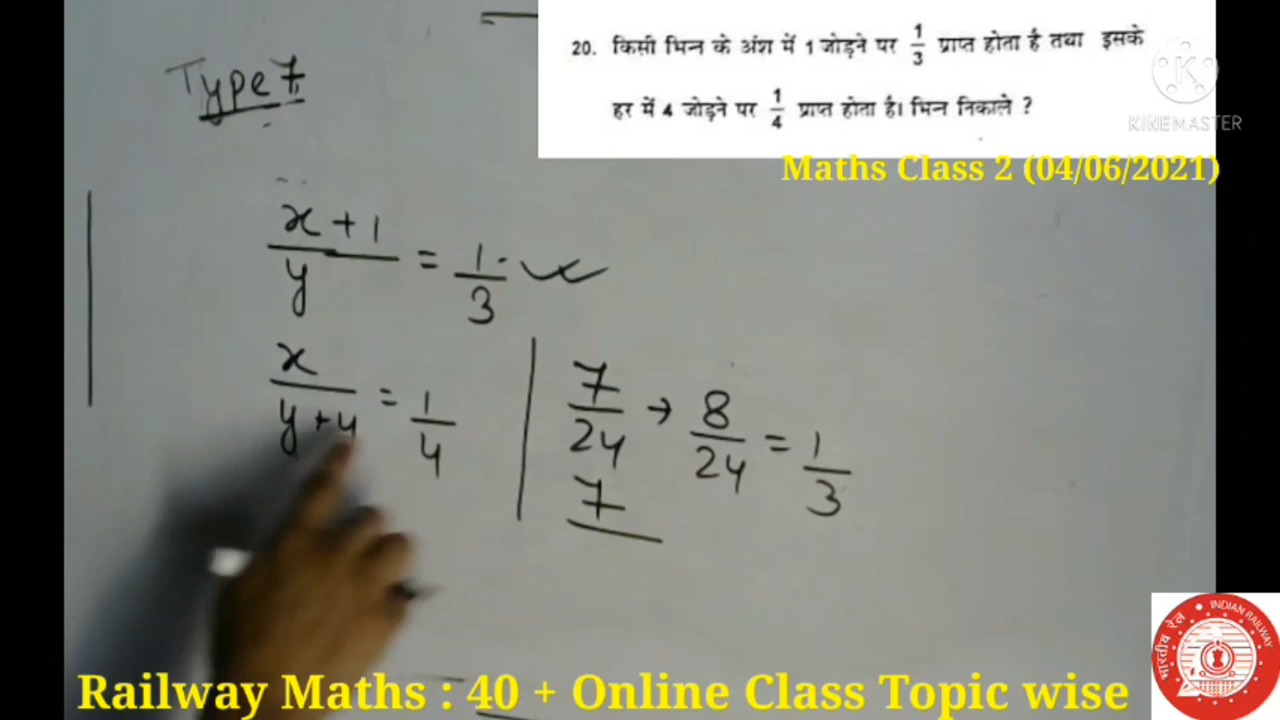 20. किसी भिन्न के अंश में 1 जोड़ने पर 1/3 प्राप्त होता है तथा इसके
हर में 4 जोड़ने पर 1/4 प्राप्त होता है। भिन्न निकाले ?
KINEMASTER
Maths Class 2 (04/06/2021)
Type 7
x+1/y = 1/3
x/y+4 = 1/4
7/24 → 8/24 = 1/3
7
भारतीय रेल INDIAN RAILWAY
Railway Maths : 40 + Online Class Topic wise